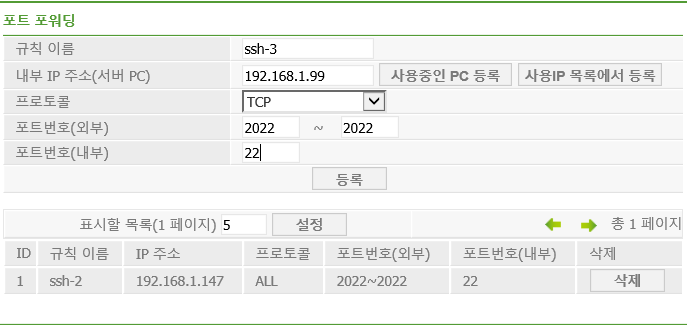 포트 포워딩
규칙 이름 ssh-3
내부 IP 주소(서버 PC) 192.168.1.99 사용중인 PC 등록 사용IP 목록에서 등록
프로토콜 TCP
포트번호(외부) 2022 ~ 2022
포트번호(내부) 22
등록
표시할 목록(1 페이지) 5 설정 총 1 페이지
ID 규칙 이름 IP 주소 프로토콜 포트번호(외부) 포트번호(내부) 삭제
1 ssh-2 192.168.1.147 ALL 2022~2022 22 삭제